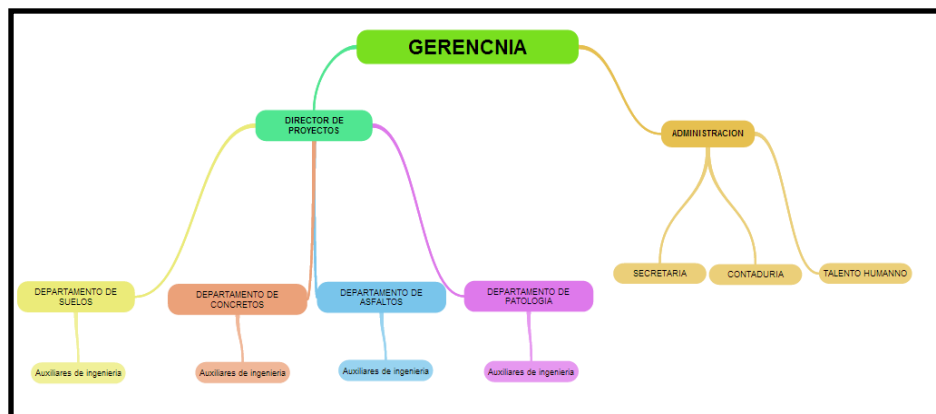 GERENCNIA
DIRECTOR DE
PROYECTOS
ADMINISTRACION
SECRETARIA
CONTADURIA
TALENTO HUMANNO
DEPARTAMENTO DE
SUELOS
DEPARTAMENTO DE
CONCRETOS
DEPARTAMENTO DE
ASFALTOS
DEPARTAMENTO DE
PATOLOGIA
Auxiliares de ingenieria
Auxiliares de ingenieria
Auxiliares de ingenieria
Auxiliares de ingenieria